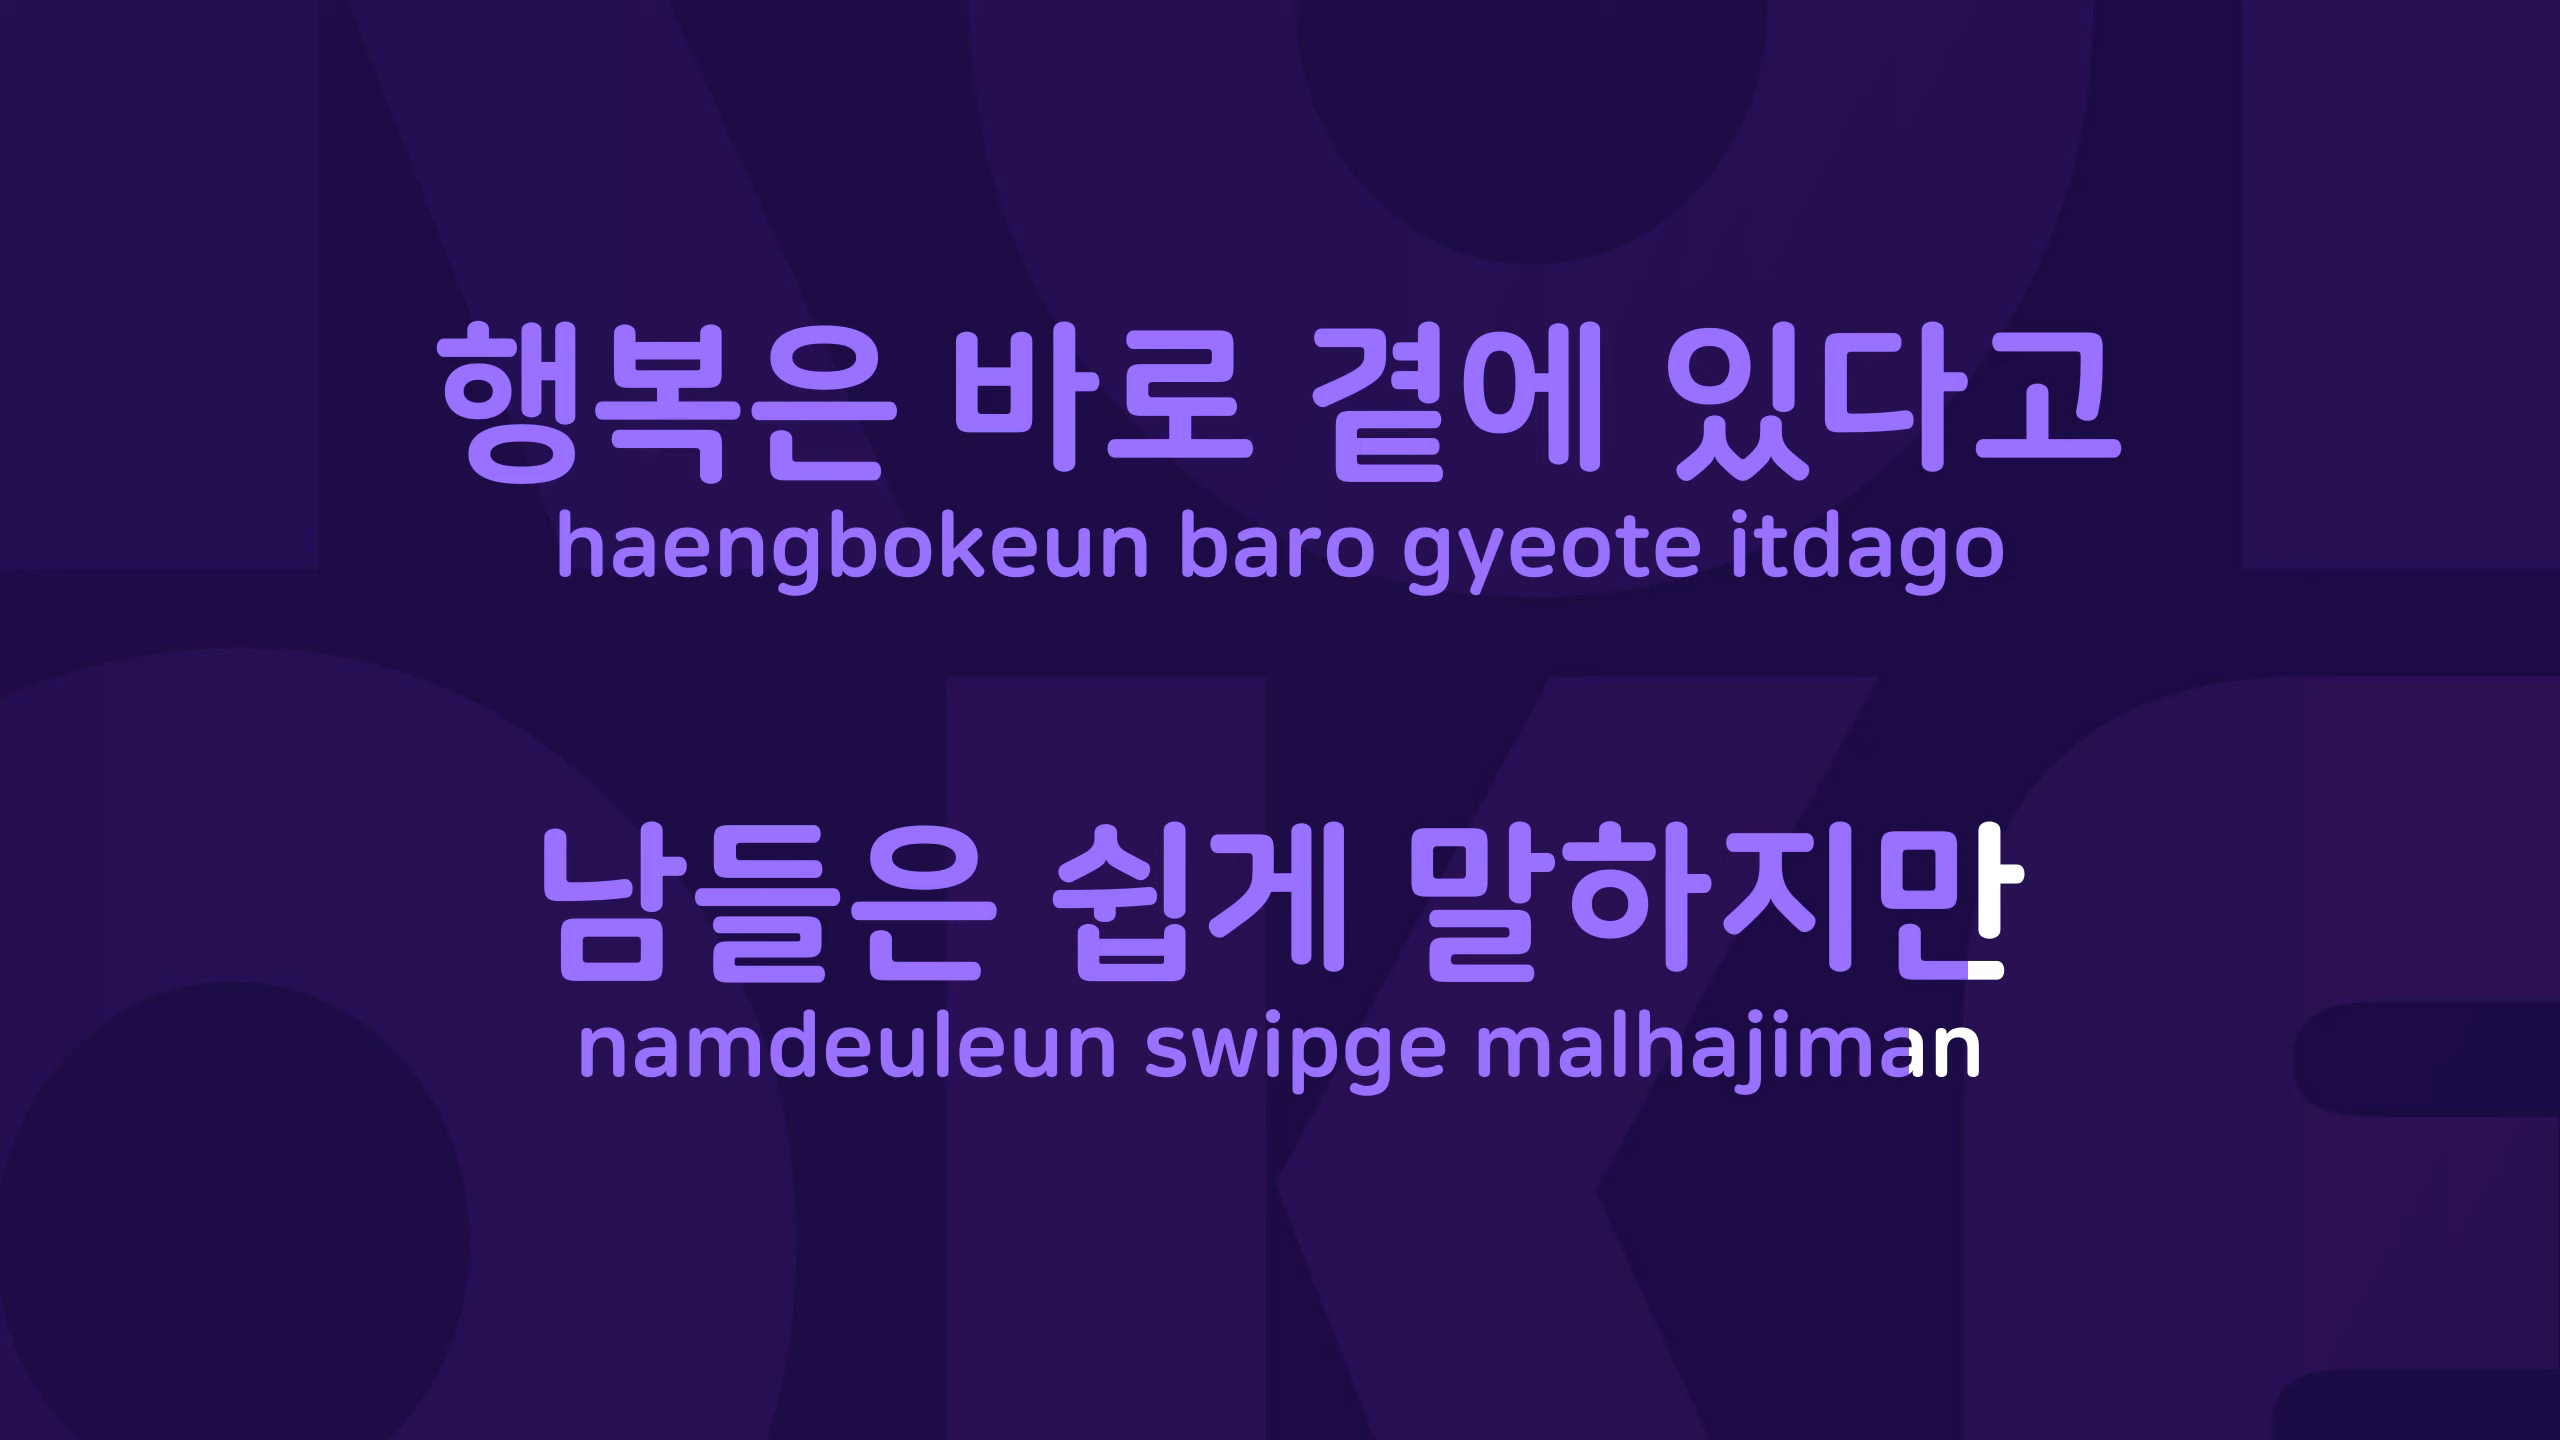 행복은 바로 곁에 있다고
haengbokeun baro gyeote itdago
남들은 쉽게 말하지만
namdeuleun swipge malhajiman